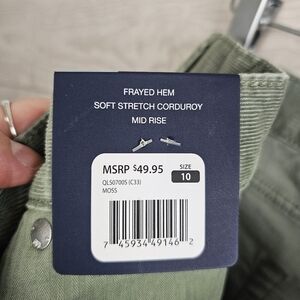 FRAYED HEM
SOFT STRETCH CORDUROY
MID RISE
MSRP $49.95
SIZE
10
QL50700S (C33)
MOSS
7 45934 49146 2